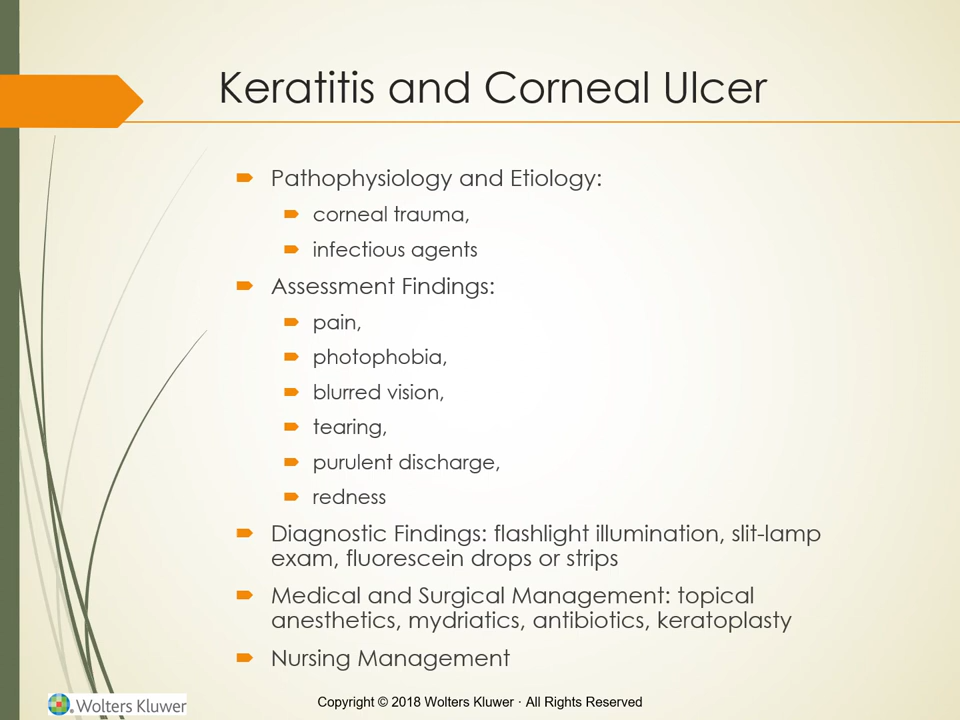 Keratitis and Corneal Ulcer
Pathophysiology and Etiology:
corneal trauma,
infectious agents
Assessment Findings:
pain,
photophobia,
blurred vision,
tearing,
purulent discharge,
redness
Diagnostic Findings: flashlight illumination, slit-lamp
exam, fluorescein drops or strips
Medical and Surgical Management: topical
anesthetics, mydriatics, antibiotics, keratoplasty
Nursing Management
Wolters Kluwer
Copyright © 2018 Wolters Kluwer · All Rights Reserved